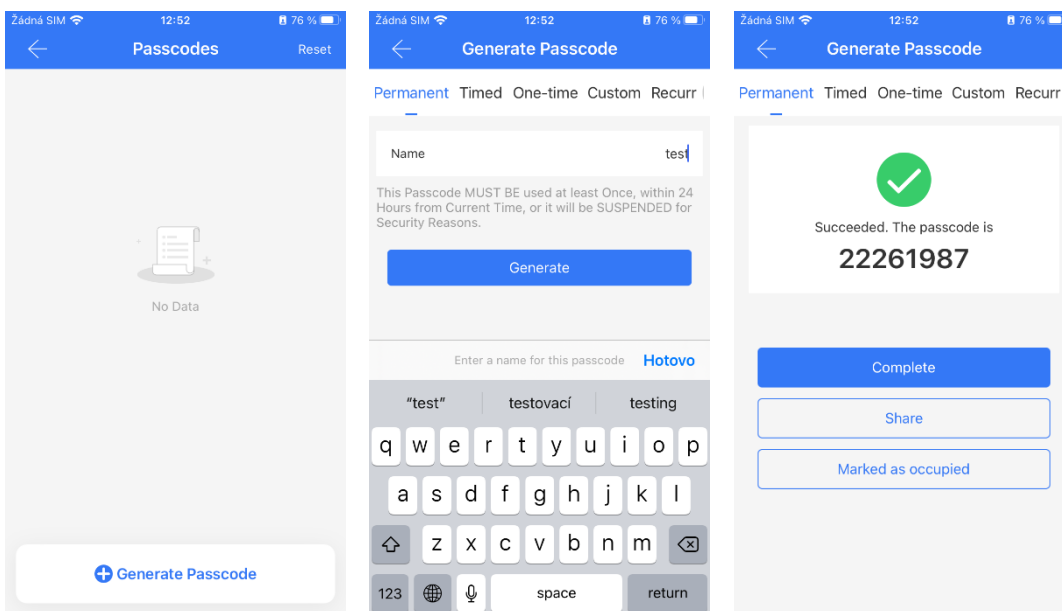 Žádná SIM 12:52 76 %
Passcodes Reset
No Data
Generate Passcode
Žádná SIM 12:52 76 %
Generate Passcode
Permanent Timed One-time Custom Recurr
Name test
This Passcode MUST BE used at least Once, within 24
Hours from Current Time, or it will be SUSPENDED for
Security Reasons.
Generate
Enter a name for this passcode Hotovo
"test" testovací testing
q w e r t y u i o p
a s d f g h j k l
z x c v b n m
123 space return
Žádná SIM 12:52 76 %
Generate Passcode
Permanent Timed One-time Custom Recurr
Succeeded. The passcode is
22261987
Complete
Share
Marked as occupied